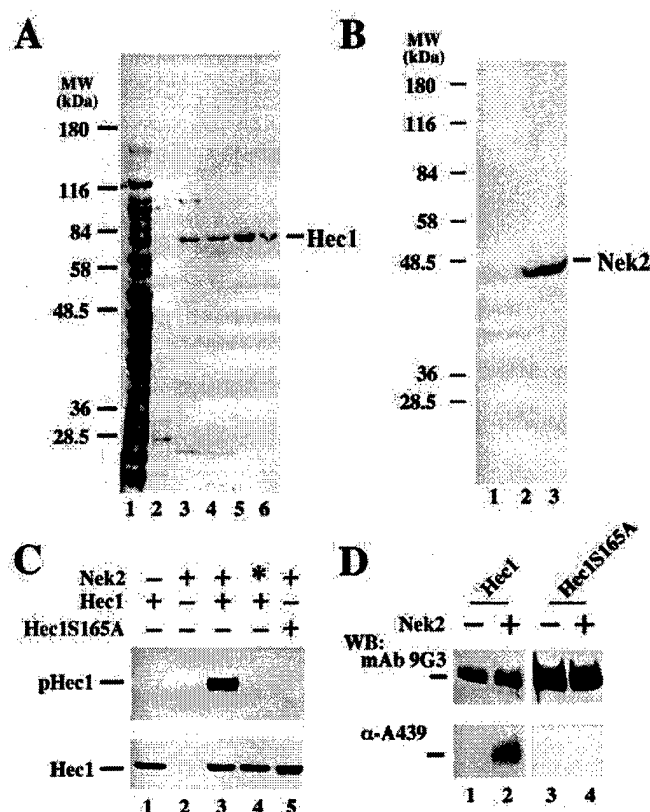 A
MW
(kDa)
180
116
84
58
48.5
36
28.5
Hec1
1 2 3 4 5 6
B
MW
(kDa)
180
116
84
58
48.5
36
28.5
Nek2
1 2 3
C
Nek2 – + + * +
Hec1 + – + + –
Hec1S165A – – – – +
pHec1
Hec1
1 2 3 4 5
D
Hec1 Hec1S165A
Nek2 – + – +
WB:
mAb 9G3
α-A439
1 2 3 4